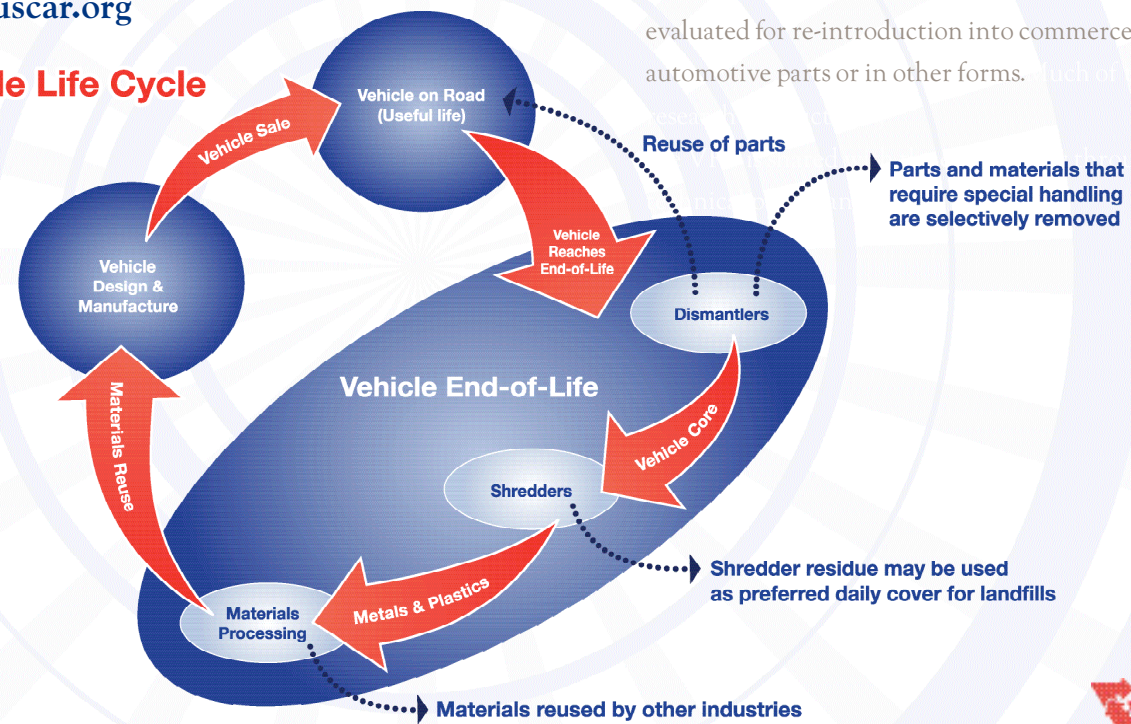 uscar.org
le Life Cycle
evaluated for re-introduction into commerce
automotive parts or in other forms.
Vehicle on Road
(Useful life)
Vehicle Sale
Reuse of parts
Parts and materials that
require special handling
are selectively removed
Vehicle
Reaches
End-of-Life
Vehicle
Design &
Manufacture
Dismantlers
Vehicle End-of-Life
Vehicle Core
Materials Reuse
Shredders
Shredder residue may be used
as preferred daily cover for landfills
Metals & Plastics
Materials
Processing
Materials reused by other industries